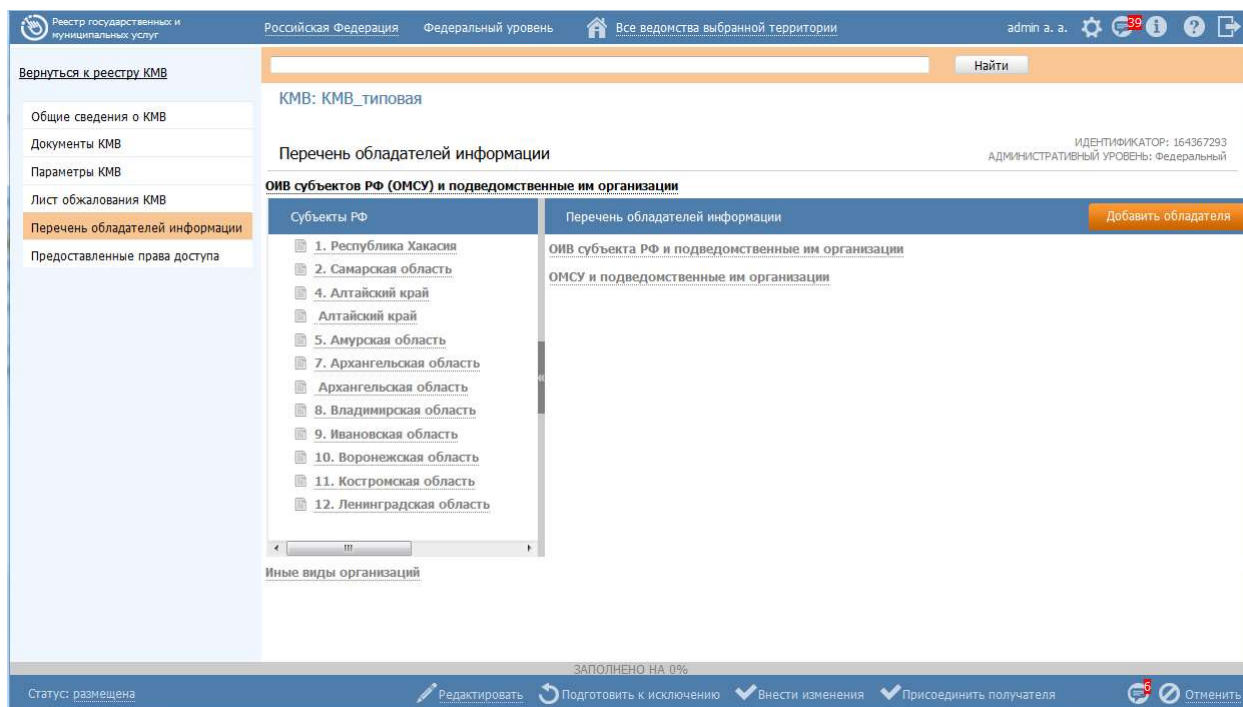 Реестр государственных и
муниципальных услуг
Российская Федерация Федеральный уровень Все ведомства выбранной территории admin a. a. 39
Вернуться к реестру КМВ
Найти
Общие сведения о КМВ
Документы КМВ
Параметры КМВ
Лист обжалования КМВ
Перечень обладателей информации
Предоставленные права доступа
КМВ: КМВ_типовая
Перечень обладателей информации
ИДЕНТИФИКАТОР: 164367293
АДМИНИСТРАТИВНЫЙ УРОВЕНЬ: Федеральный
ОИВ субъектов РФ (ОМСУ) и подведомственные им организации
Субъекты РФ
1. Республика Хакасия
2. Самарская область
4. Алтайский край
Алтайский край
5. Амурская область
7. Архангельская область
Архангельская область
8. Владимирская область
9. Ивановская область
10. Воронежская область
11. Костромская область
12. Ленинградская область
Перечень обладателей информации
Добавить обладателя
ОИВ субъекта РФ и подведомственные им организации
ОМСУ и подведомственные им организации
Иные виды организаций
ЗАПОЛНЕНО НА 0%
Статус: размещена Редактировать Подготовить к исключению Внести изменения Присоединить получателя 6 Отменить